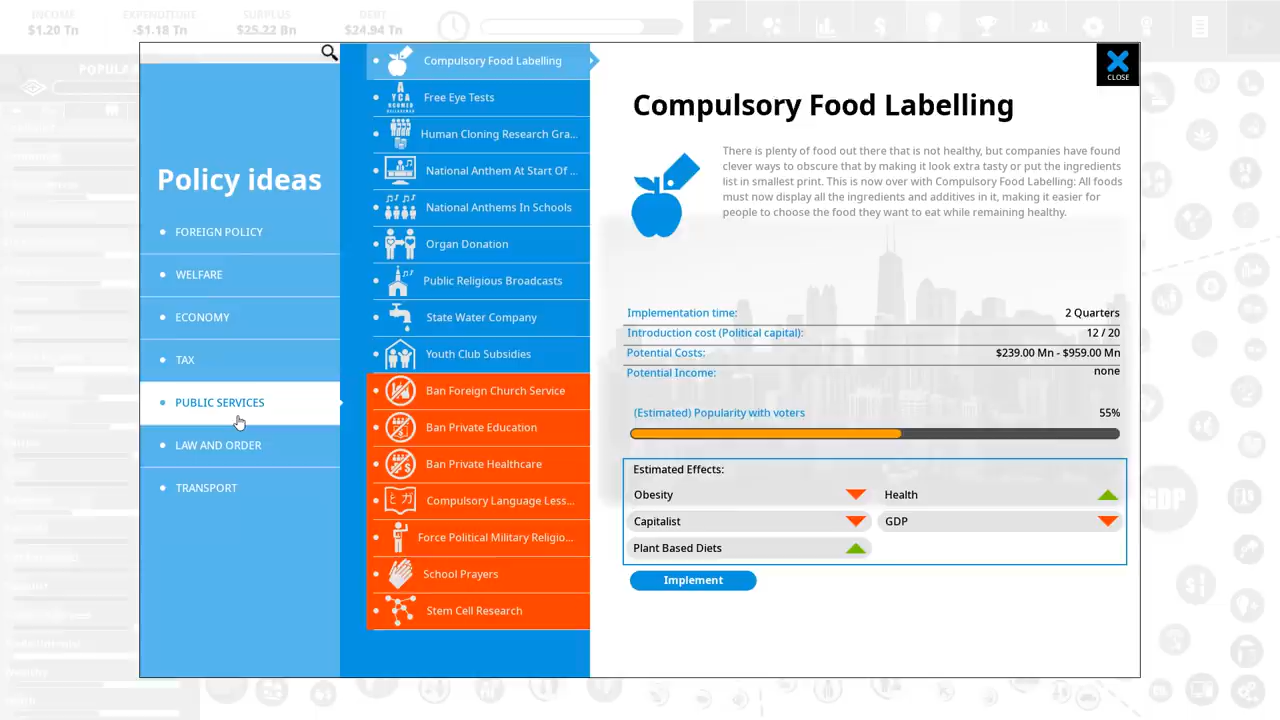 INCOME
$1.20 Tn
EXPENDITURE
-$1.18 Tn
SURPLUS
$25.22 Bn
DEBT
$24.94 Tn
CLOSE
Policy ideas
FOREIGN POLICY
WELFARE
ECONOMY
TAX
PUBLIC SERVICES
LAW AND ORDER
TRANSPORT
Compulsory Food Labelling
Free Eye Tests
Human Cloning Research Gra...
National Anthem At Start Of ...
National Anthems In Schools
Organ Donation
Public Religious Broadcasts
State Water Company
Youth Club Subsidies
Ban Foreign Church Service
Ban Private Education
Ban Private Healthcare
Compulsory Language Less...
Force Political Military Religio...
School Prayers
Stem Cell Research
Compulsory Food Labelling
There is plenty of food out there that is not healthy, but companies have found
clever ways to obscure that by making it look extra tasty or put the ingredients
list in smallest print. This is now over with Compulsory Food Labelling: All foods
must now display all the ingredients and additives in it, making it easier for
people to choose the food they want to eat while remaining healthy.
Implementation time: 2 Quarters
Introduction cost (Political capital): 12 / 20
Potential Costs: $239.00 Mn - $959.00 Mn
Potential Income: none
(Estimated) Popularity with voters 55%
Estimated Effects:
Obesity
Health
Capitalist
GDP
Plant Based Diets
Implement
GDP